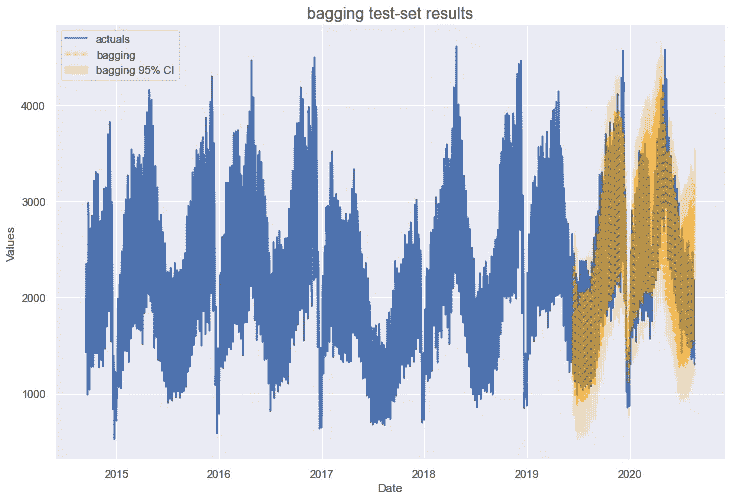 bagging test-set results
actuals
bagging
bagging 95% CI
Values
4000
3000
2000
1000
2015
2016
2017
2018
2019
2020
Date